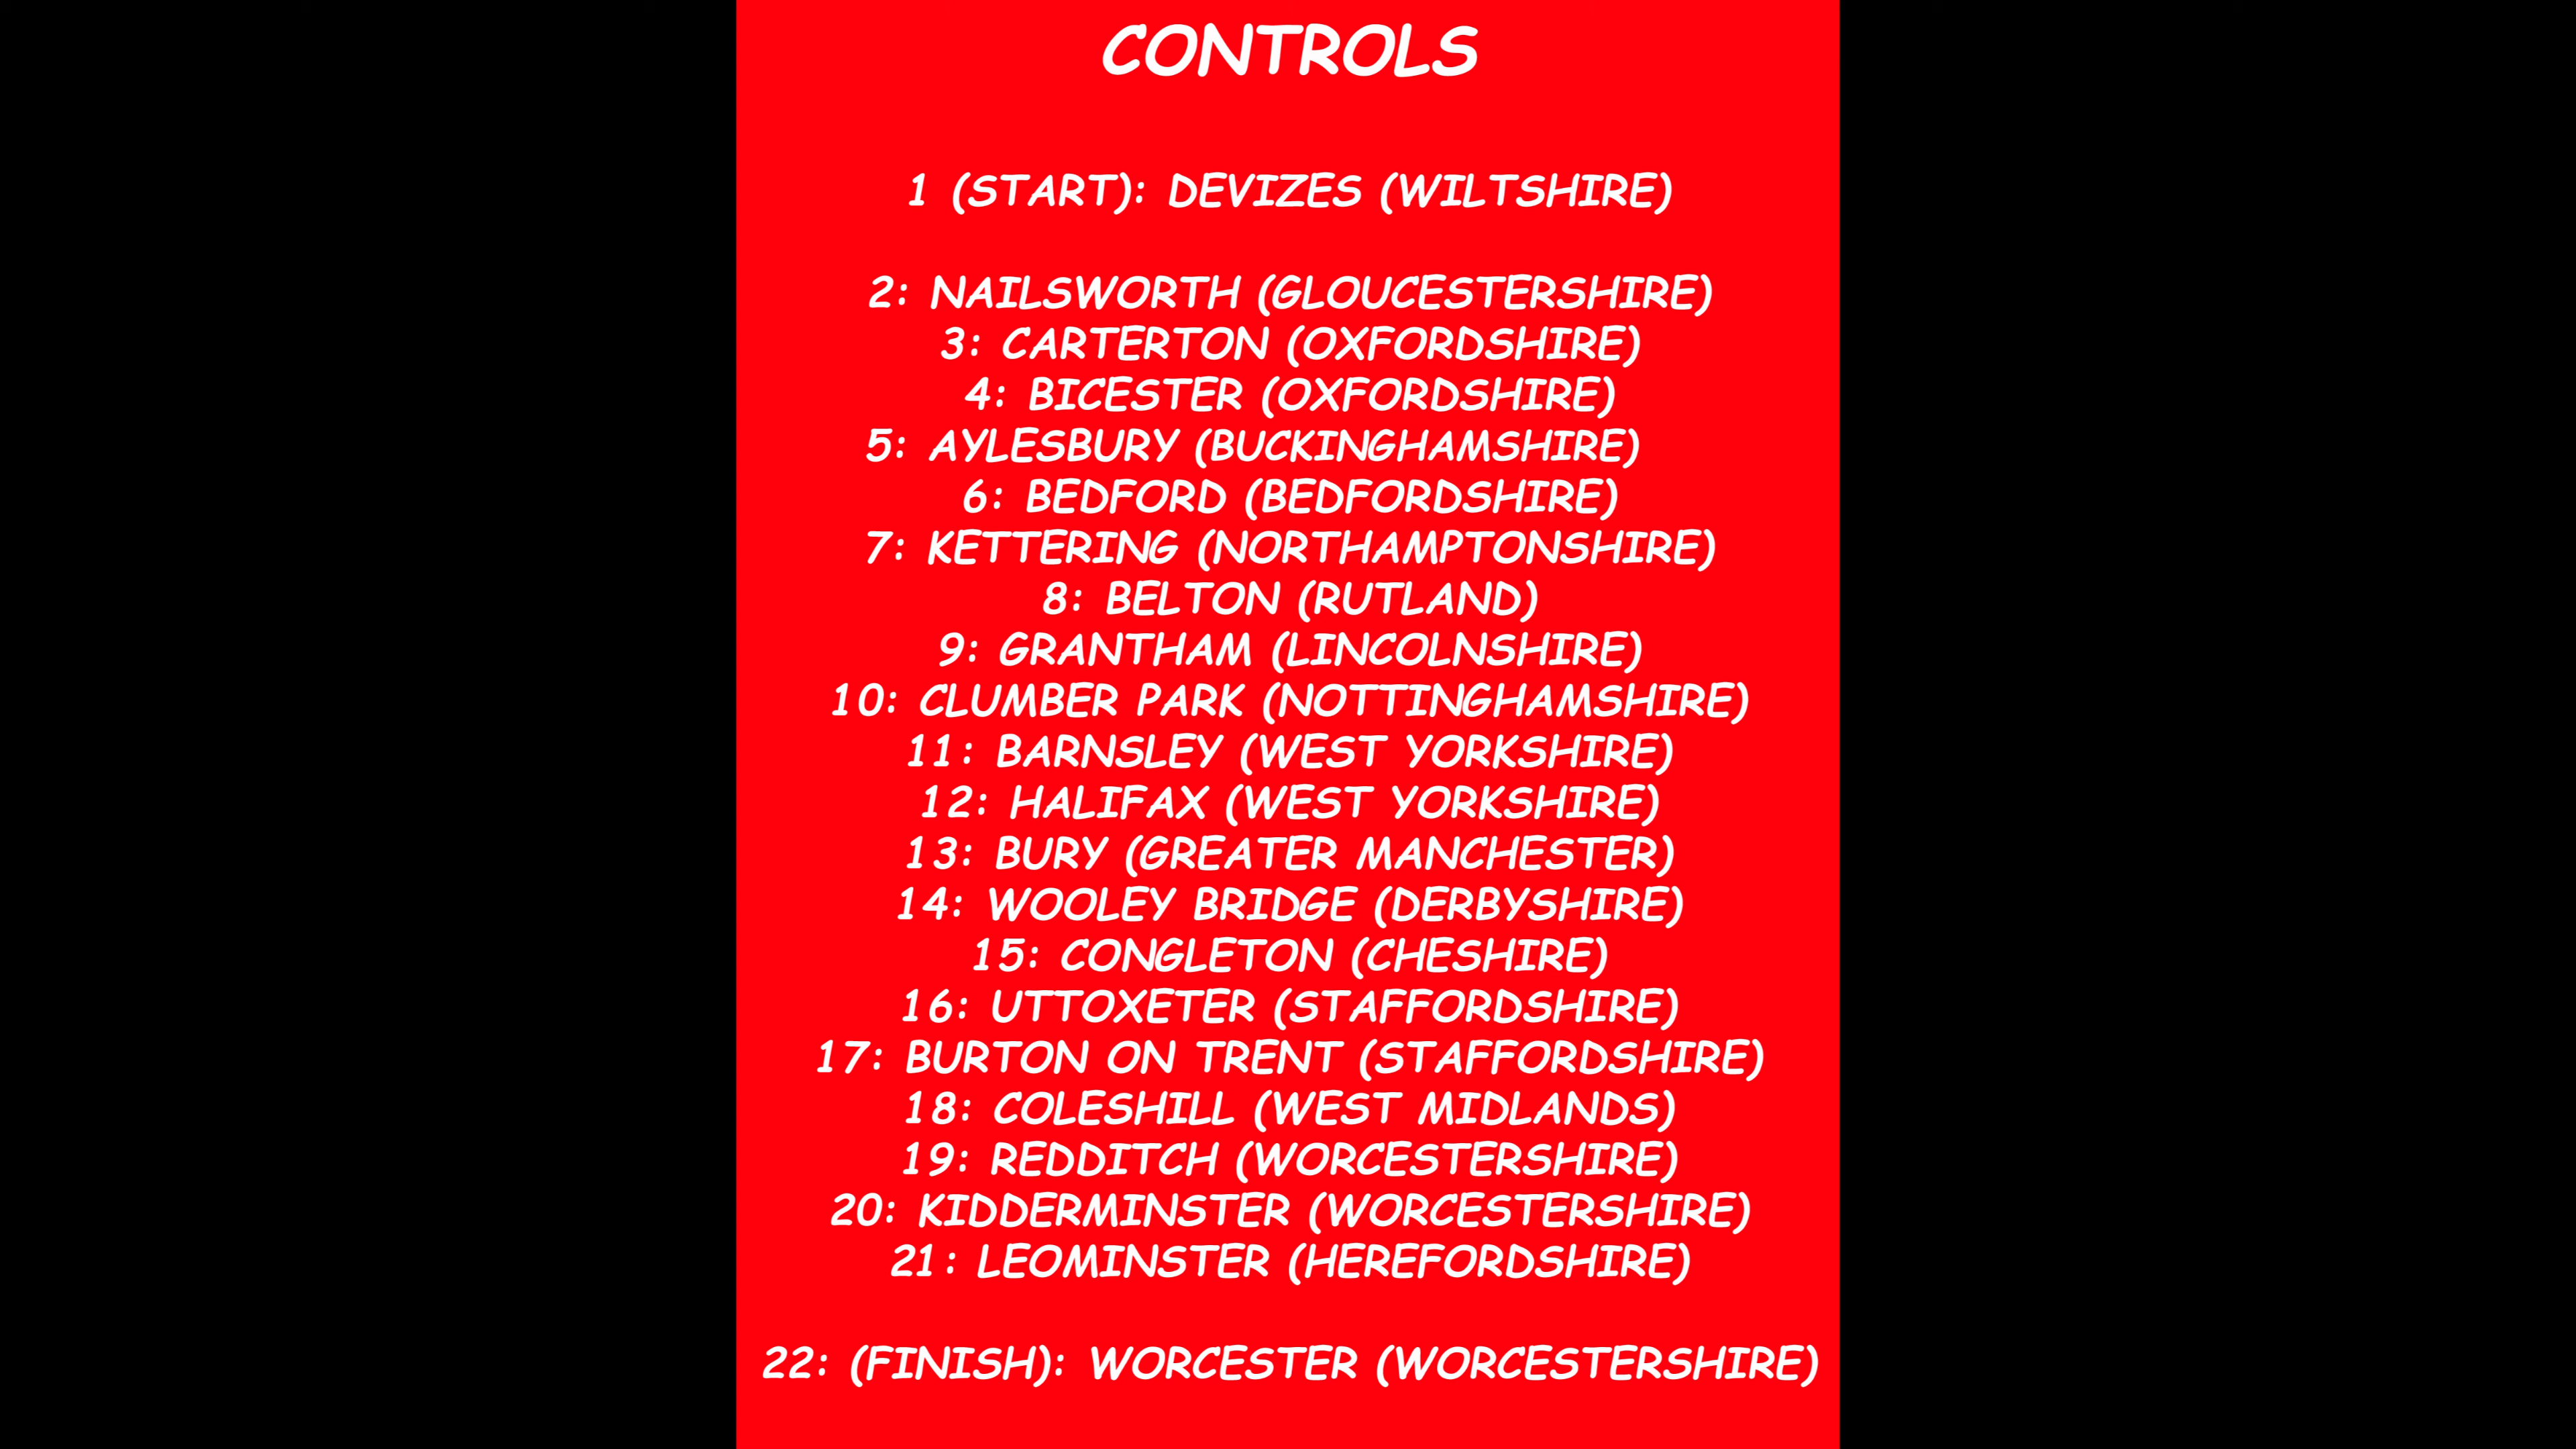 CONTROLS
1 (START): DEVIZES (WILTSHIRE)
2: NAILSWORTH (GLOUCESTERSHIRE)
3: CARTERTON (OXFORDSHIRE)
4: BICESTER (OXFORDSHIRE)
5: AYLESBURY (BUCKINGHAMSHIRE)
6: BEDFORD (BEDFORDSHIRE)
7: KETTERING (NORTHAMPTONSHIRE)
8: BELTON (RUTLAND)
9: GRANTHAM (LINCOLNSHIRE)
10: CLUMBER PARK (NOTTINGHAMSHIRE)
11: BARNSLEY (WEST YORKSHIRE)
12: HALIFAX (WEST YORKSHIRE)
13: BURY (GREATER MANCHESTER)
14: WOOLEY BRIDGE (DERBYSHIRE)
15: CONGLETON (CHESHIRE)
16: UTTOXETER (STAFFORDSHIRE)
17: BURTON ON TRENT (STAFFORDSHIRE)
18: COLESHILL (WEST MIDLANDS)
19: REDDITCH (WORCESTERSHIRE)
20: KIDDERMINSTER (WORCESTERSHIRE)
21: LEOMINSTER (HEREFORDSHIRE)
22: (FINISH): WORCESTER (WORCESTERSHIRE)